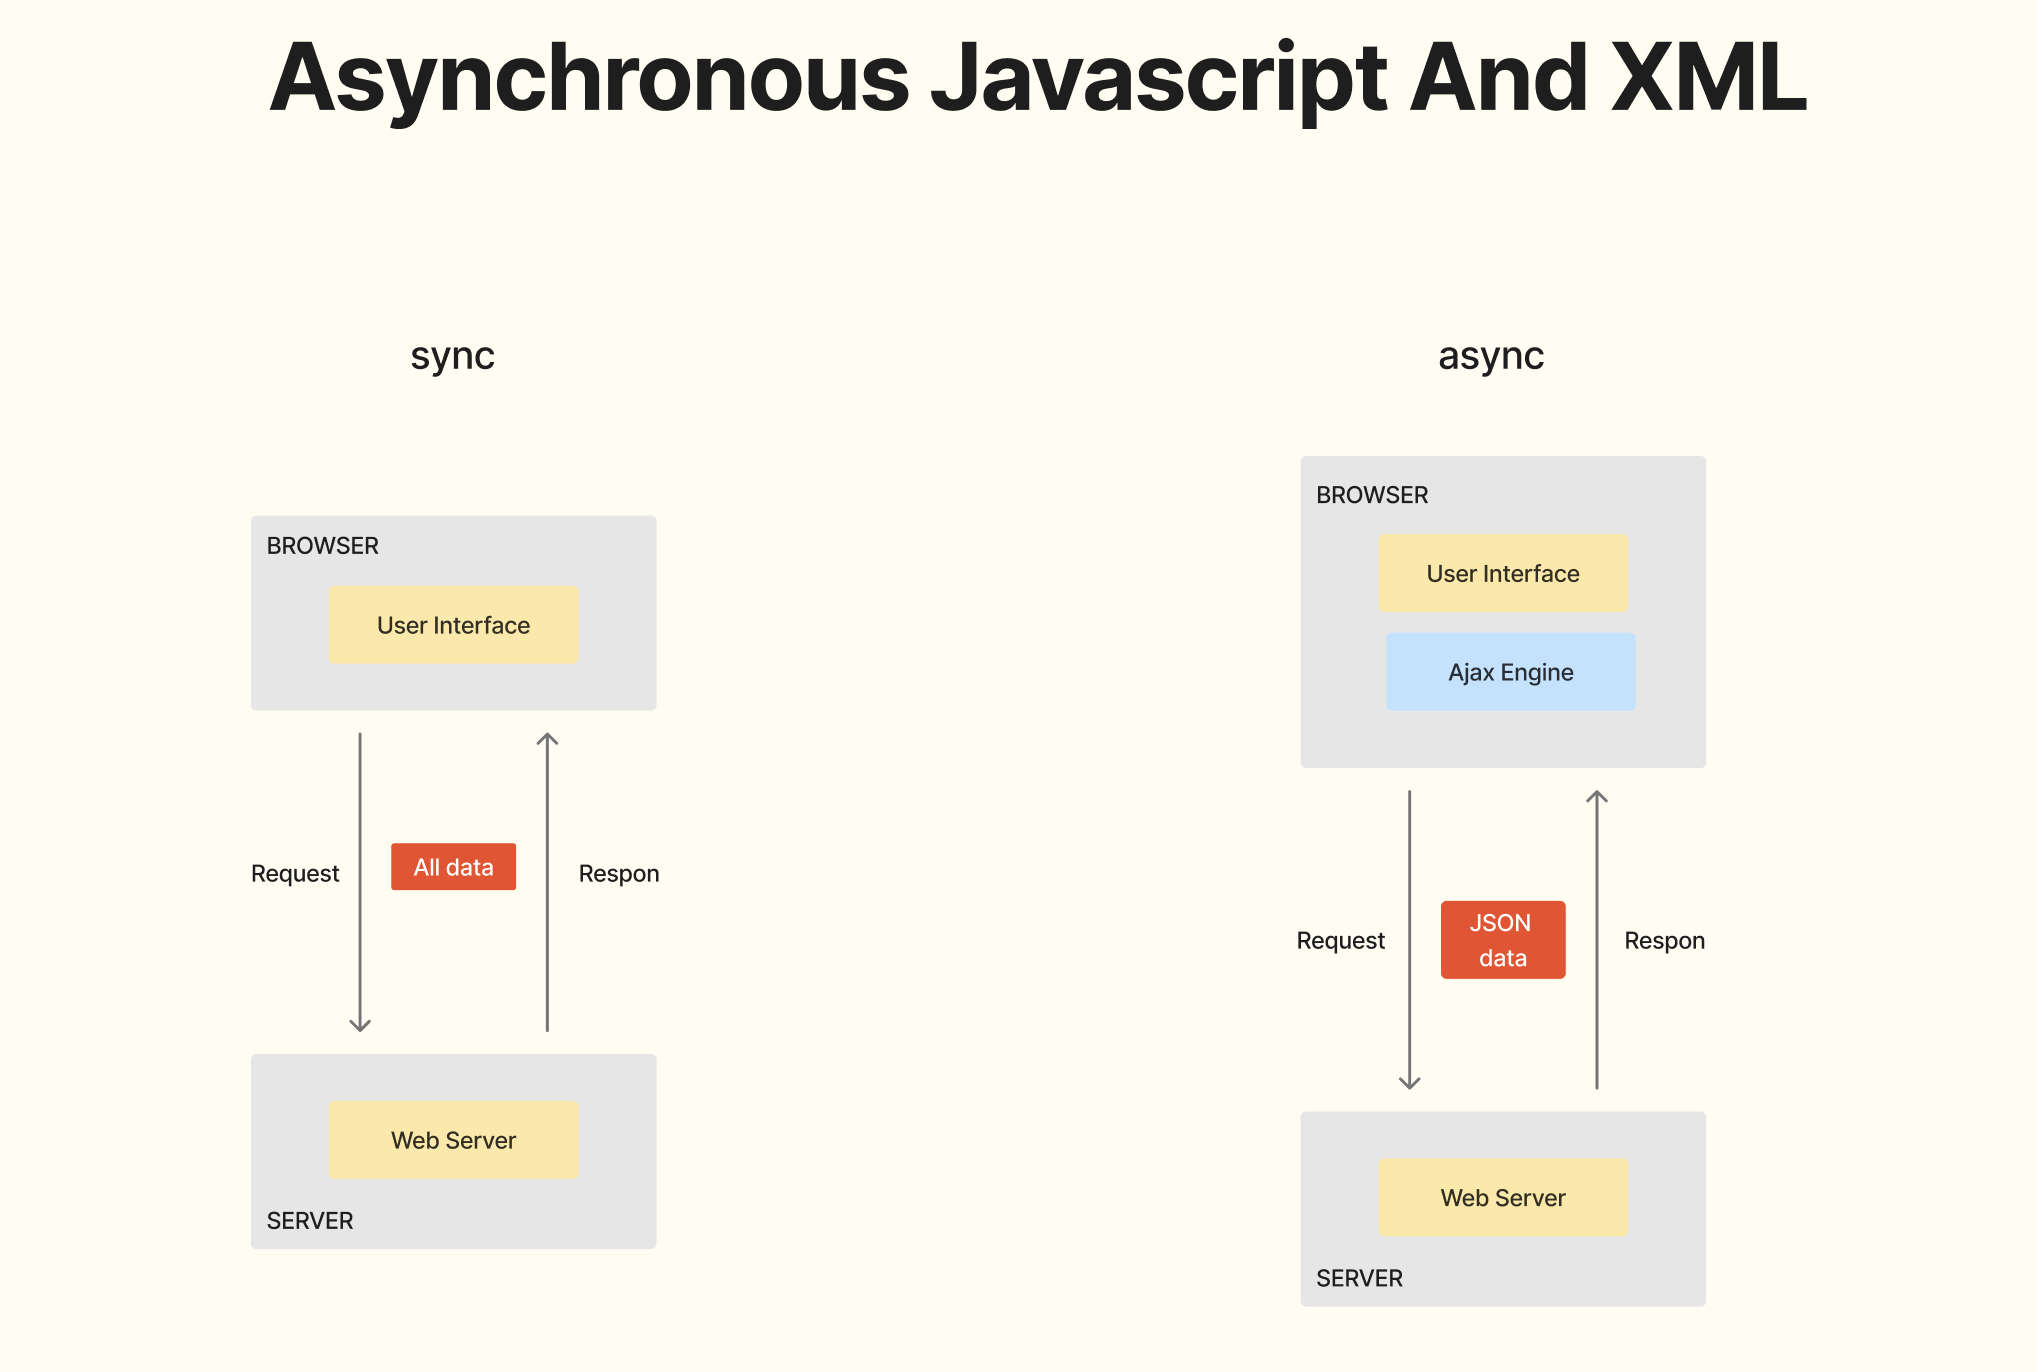 Asynchronous Javascript And XML
sync
BROWSER
User Interface
Request
All data
Respon
Web Server
SERVER
async
BROWSER
User Interface
Ajax Engine
Request
JSON
data
Respon
Web Server
SERVER